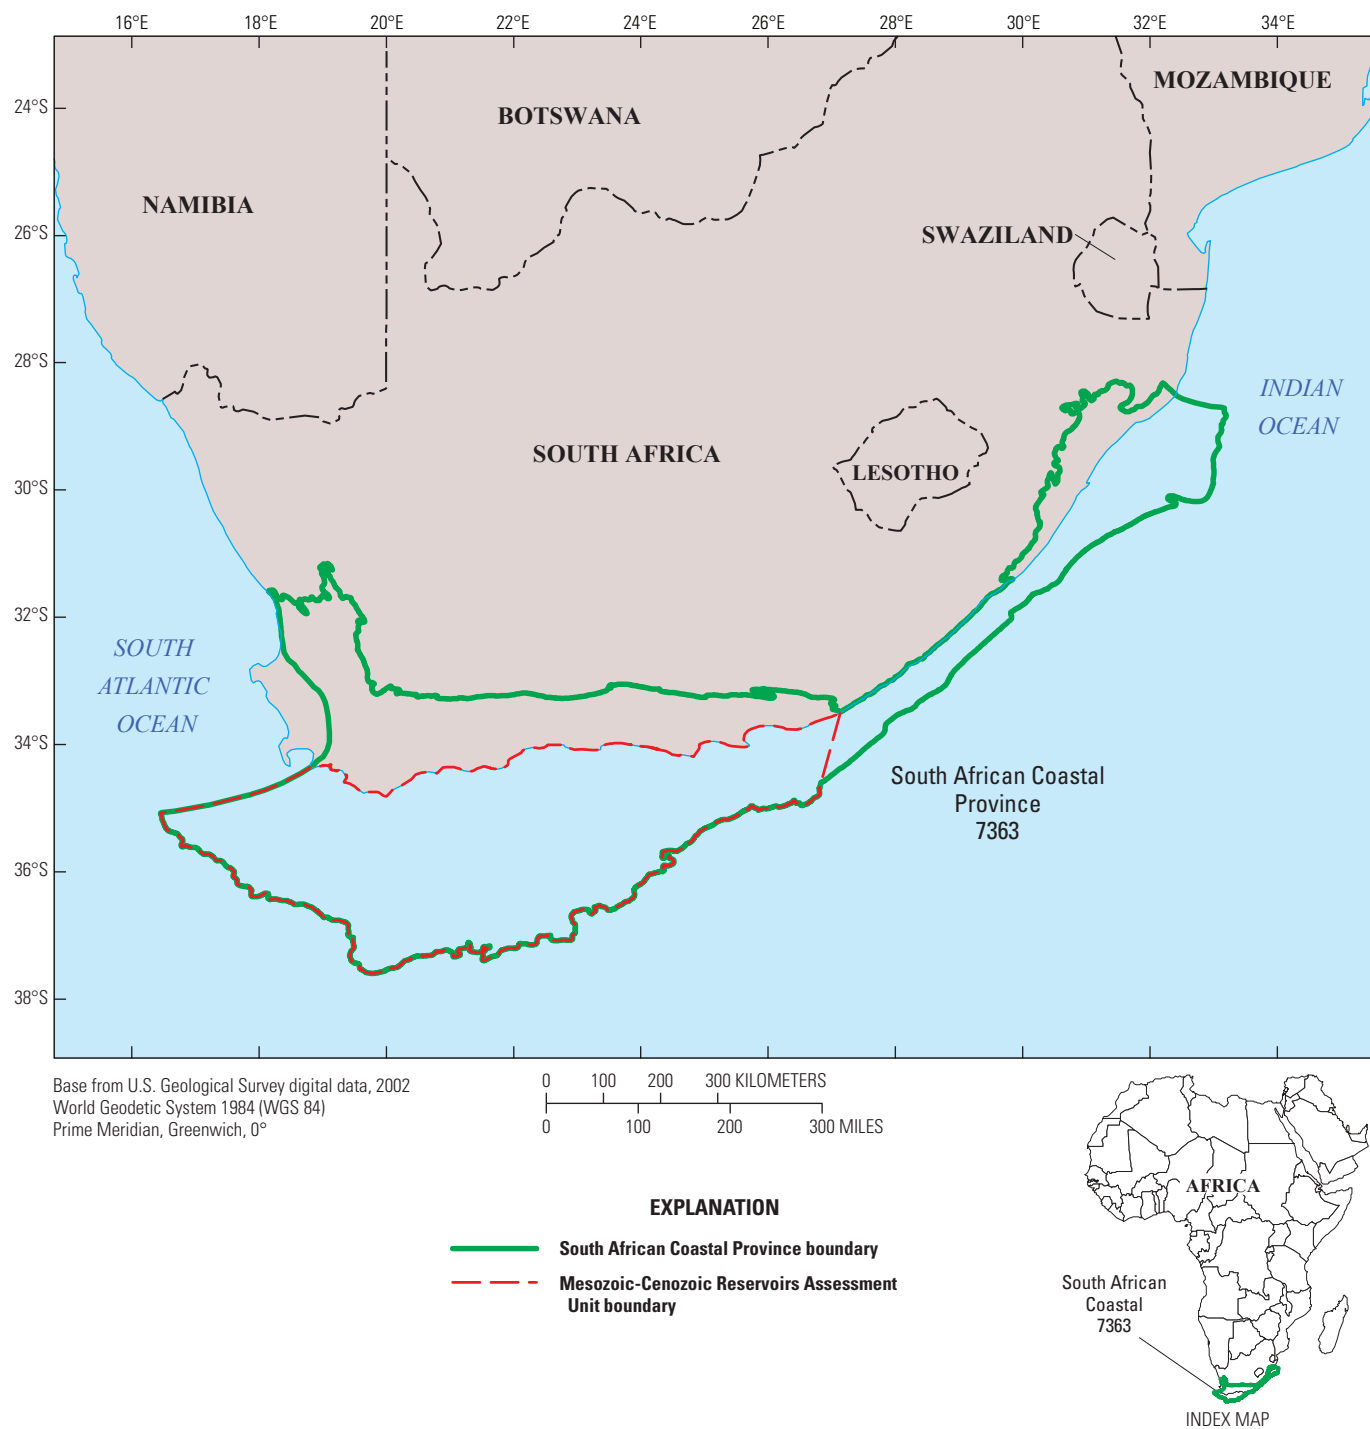 16°E 18°E 20°E 22°E 24°E 26°E 28°E 30°E 32°E 34°E
24°S
26°S
28°S
30°S
32°S
34°S
36°S
38°S
MOZAMBIQUE
BOTSWANA
NAMIBIA
SWAZILAND
INDIAN
OCEAN
SOUTH AFRICA
LESOTHO
SOUTH
ATLANTIC
OCEAN
South African Coastal
Province
7363
Base from U.S. Geological Survey digital data, 2002
World Geodetic System 1984 (WGS 84)
Prime Meridian, Greenwich, 0°
0 100 200 300 KILOMETERS
0 100 200 300 MILES
EXPLANATION
South African Coastal Province boundary
Mesozoic-Cenozoic Reservoirs Assessment
Unit boundary
AFRICA
South African
Coastal
7363
INDEX MAP